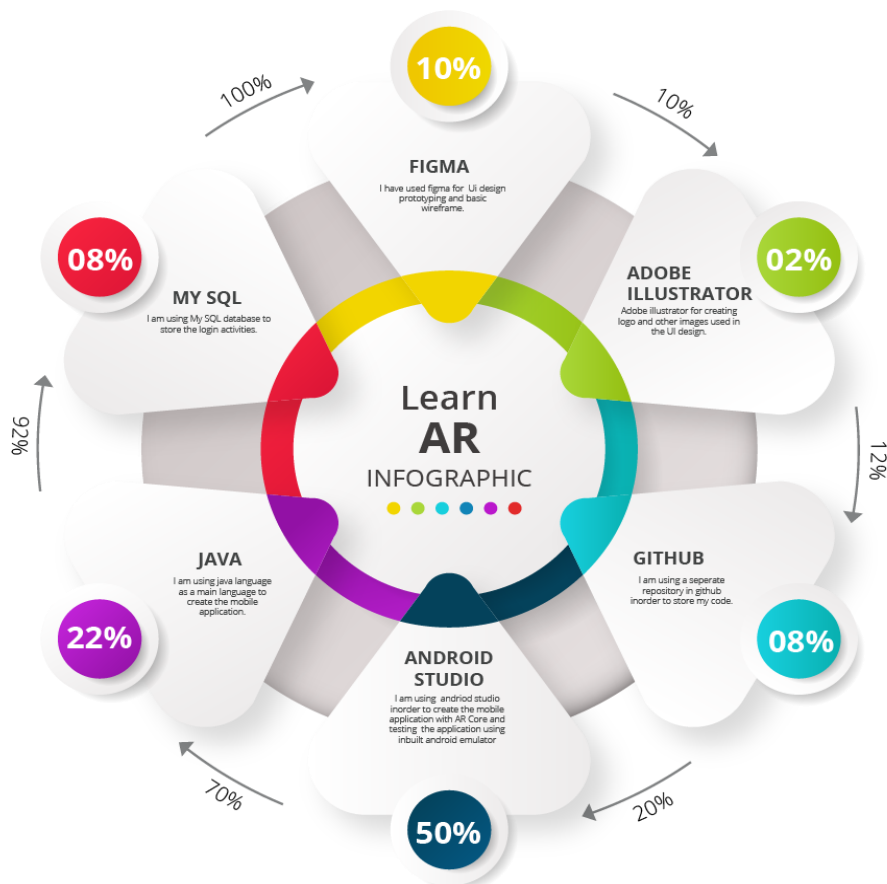 10%
FIGMA
I have used figma for Ui design
prototyping and basic
wireframe.
10%
02%
ADOBE
ILLUSTRATOR
Adobe illustrator for creating
logo and other images used in
the UI design.
12%
GITHUB
I am using a seperate
repository in github
inorder to store my code.
08%
20%
ANDROID
STUDIO
I am using andriod studio
inorder to create the mobile
application with AR Core and
testing the application using
inbuilt android emulator
50%
70%
JAVA
I am using java language
as a main language to
create the mobile
application.
22%
92%
08%
MY SQL
I am using My SQL database to
store the login activities.
100%
Learn
AR
INFOGRAPHIC